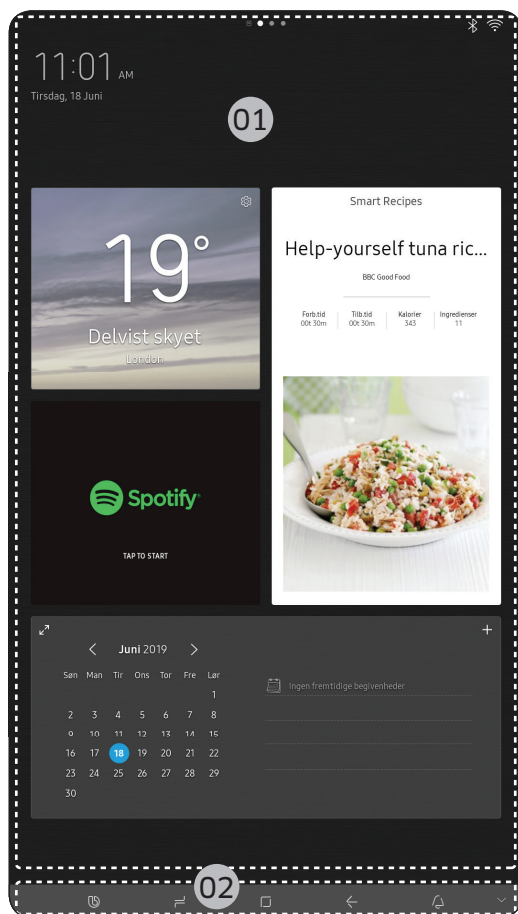 11:01 AM
Tirsdag, 18 Juni
01
19°
Delvist skyet
London
Smart Recipes
Help-yourself tuna ric...
BBC Good Food
Forb.tid Tilb.tid Kalorier Ingredienser
00t 30m 00t 30m 343 11
Spotify®
TAP TO START
Juni 2019
Søn Man Tir Ons Tor Fre Lør
1
2 3 4 5 6 7 8
9 10 11 12 13 14 15
16 17 18 19 20 21 22
23 24 25 26 27 28 29
30
Ingen fremtidige begivenheder
02